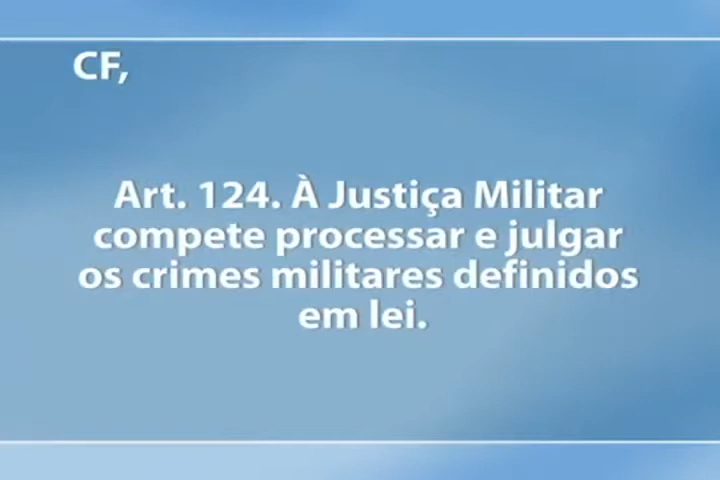 CF,
Art. 124. À Justiça Militar
compete processar e julgar
os crimes militares definidos
em lei.